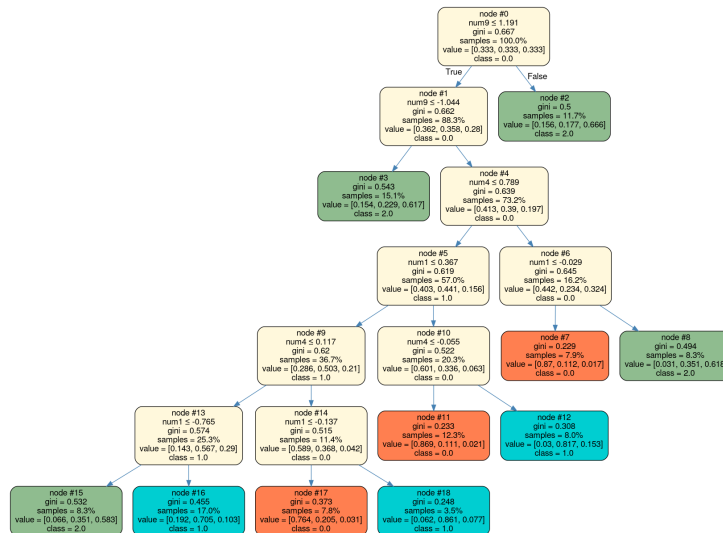 node #0
num9 ≤ 1.191
gini = 0.667
samples = 100.0%
value = [0.333, 0.333, 0.333]
class = 0.0
True
False
node #1
num9 ≤ -1.044
gini = 0.662
samples = 88.3%
value = [0.362, 0.358, 0.28]
class = 0.0
node #2
gini = 0.5
samples = 11.7%
value = [0.156, 0.177, 0.666]
class = 2.0
node #3
gini = 0.543
samples = 15.1%
value = [0.154, 0.229, 0.617]
class = 2.0
node #4
num4 ≤ 0.789
gini = 0.639
samples = 73.2%
value = [0.413, 0.39, 0.197]
class = 0.0
node #5
num1 ≤ 0.367
gini = 0.619
samples = 57.0%
value = [0.403, 0.441, 0.156]
class = 1.0
node #6
num1 ≤ -0.029
gini = 0.645
samples = 16.2%
value = [0.442, 0.234, 0.324]
class = 0.0
node #9
num4 ≤ 0.117
gini = 0.62
samples = 36.7%
value = [0.286, 0.503, 0.21]
class = 1.0
node #10
num4 ≤ -0.055
gini = 0.522
samples = 20.3%
value = [0.601, 0.336, 0.063]
class = 0.0
node #7
gini = 0.229
samples = 7.9%
value = [0.87, 0.112, 0.017]
class = 0.0
node #8
gini = 0.494
samples = 8.3%
value = [0.031, 0.351, 0.618
class = 2.0
node #13
num1 ≤ -0.765
gini = 0.574
samples = 25.3%
value = [0.143, 0.567, 0.29]
class = 1.0
node #14
num1 ≤ -0.137
gini = 0.515
samples = 11.4%
value = [0.589, 0.368, 0.042]
class = 0.0
node #11
gini = 0.233
samples = 12.3%
value = [0.869, 0.111, 0.021]
class = 0.0
node #12
gini = 0.308
samples = 8.0%
value = [0.03, 0.817, 0.153]
class = 1.0
node #15
gini = 0.532
samples = 8.3%
value = [0.066, 0.351, 0.583]
class = 2.0
node #16
gini = 0.455
samples = 17.0%
value = [0.192, 0.705, 0.103]
class = 1.0
node #17
gini = 0.373
samples = 7.8%
value = [0.764, 0.205, 0.031]
class = 0.0
node #18
gini = 0.248
samples = 3.5%
value = [0.062, 0.861, 0.077]
class = 1.0